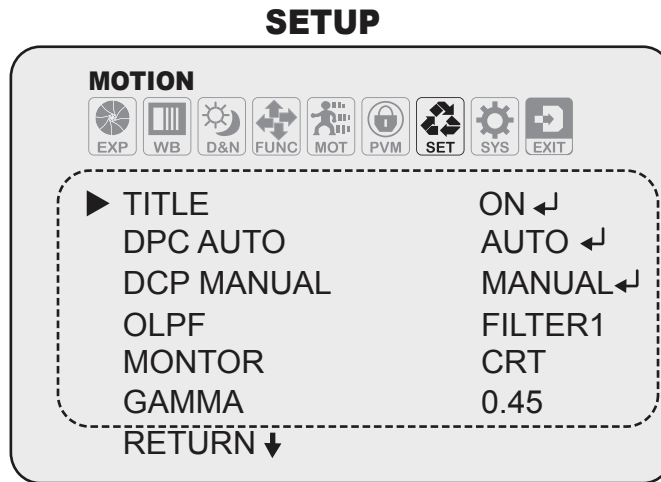 SETUP
MOTION
EXP WB D&N FUNC MOT PVM SET SYS EXIT
TITLE ON
DPC AUTO AUTO
DCP MANUAL MANUAL
OLPF FILTER1
MONTOR CRT
GAMMA 0.45
RETURN